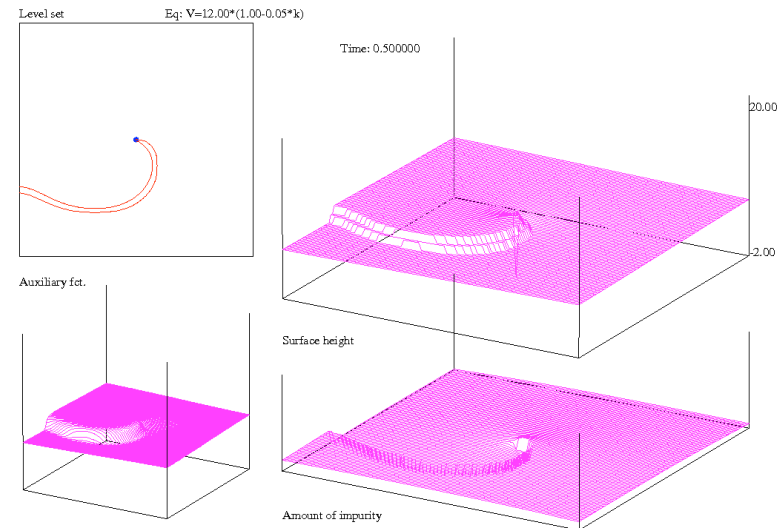 Level set
Eq: V=12.00*(1.00-0.05*k)
Time: 0.500000
20.00
-2.00
Auxiliary fct.
Surface height
Amount of impurity